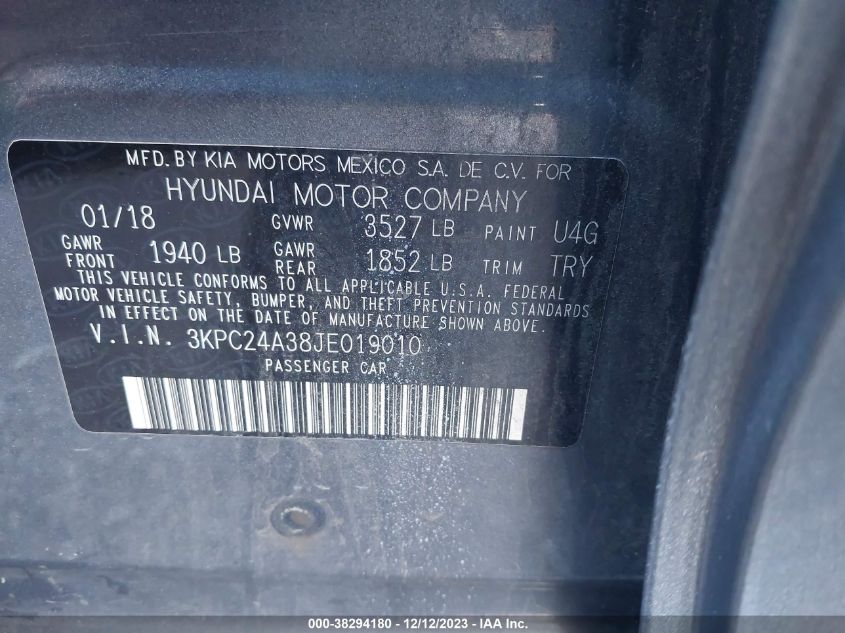 MFD. BY KIA MOTORS MEXICO S.A. DE C.V. FOR
HYUNDAI MOTOR COMPANY
01/18 GVWR 3527 LB PAINT U4G
GAWR FRONT 1940 LB GAWR REAR 1852 LB TRIM TRY
THIS VEHICLE CONFORMS TO ALL APPLICABLE U.S.A. FEDERAL
MOTOR VEHICLE SAFETY, BUMPER, AND THEFT PREVENTION STANDARDS
IN EFFECT ON THE DATE OF MANUFACTURE SHOWN ABOVE.
V.I.N. 3KPC24A38JE019010
PASSENGER CAR
000-38294180 - 12/12/2023 - IAA Inc.